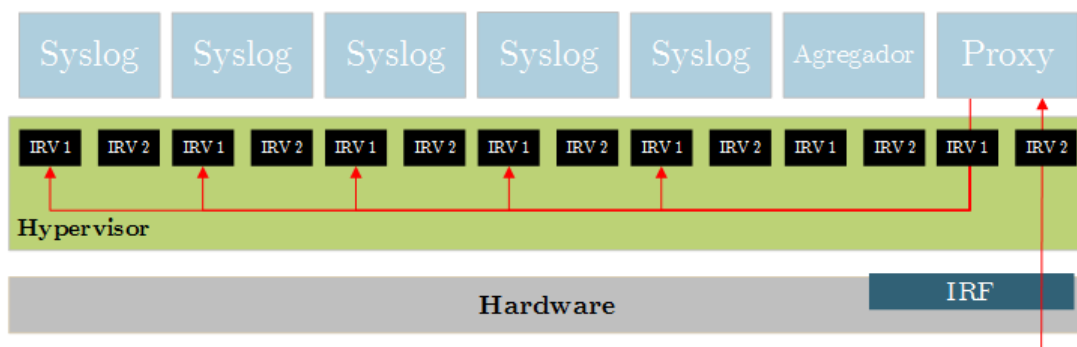 Syslog Syslog Syslog Syslog Syslog Agregador Proxy
IRV 1 IRV 2 IRV 1 IRV 2 IRV 1 IRV 2 IRV 1 IRV 2 IRV 1 IRV 2 IRV 1 IRV 2 IRV 1 IRV 2
Hypervisor
IRF
Hardware